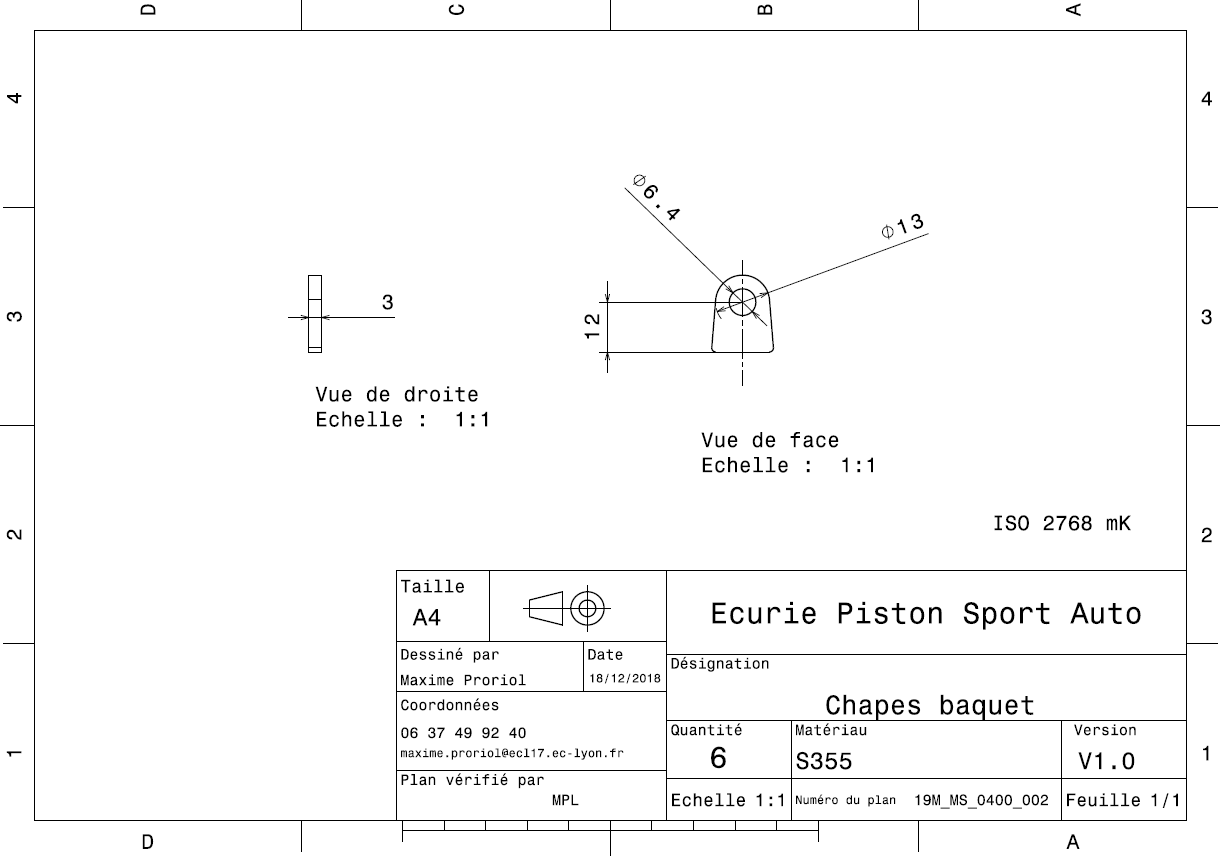 D C B A
4 4
⌀6.4
⌀13
3
3
12
3
Vue de droite
Echelle : 1:1
Vue de face
Echelle : 1:1
ISO 2768 mK
2 2
Taille
A4
Ecurie Piston Sport Auto
Dessiné par
Maxime Proriol
Date
18/12/2018
Désignation
Chapes baquet
Coordonnées
06 37 49 92 40
maxime.proriol@ecl17.ec-lyon.fr
Quantité
6
Matériau
S355
Version
V1.0
1 1
Plan vérifié par
MPL
Echelle 1:1
Numéro du plan 19M_MS_0400_002
Feuille 1/1
D A